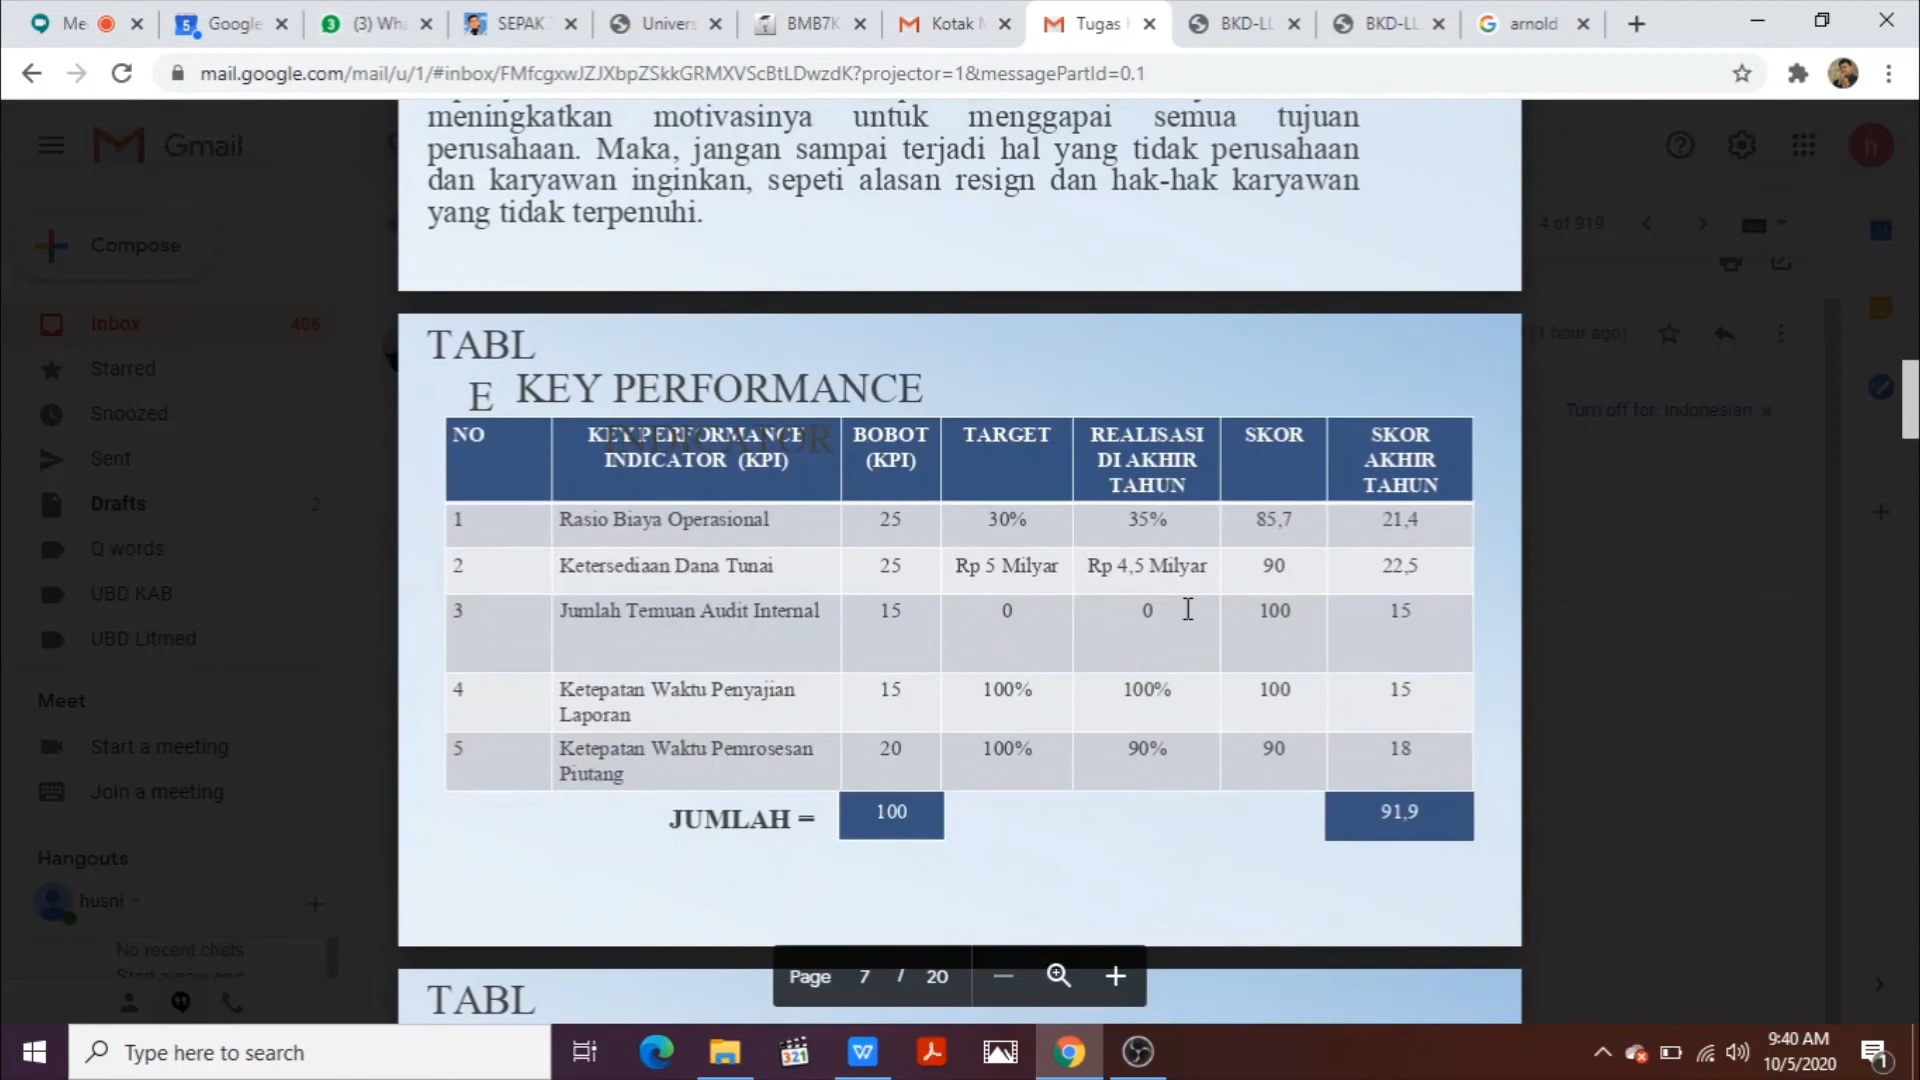 Me
Google
(3) Wha
SEPAK
Univers
BMB7K
Kotak M
Tugas
BKD-LL
BKD-LL
arnold
mail.google.com/mail/u/1/#inbox/FMfcgxwJZJXbpZSkkGRMXVScBtLDwzdK?projector=1&messagePartId=0.1
Gmail
h
Compose
4 of 919
Inbox 406
(1 hour ago)
Starred
Snoozed
Turn off for: Indonesian ×
Sent
Drafts 2
Q words
UBD KAB
UBD Litmed
Meet
Start a meeting
Join a meeting
Hangouts
husni
No recent chats
meningkatkan motivasinya untuk menggapai semua tujuan
perusahaan. Maka, jangan sampai terjadi hal yang tidak perusahaan
dan karyawan inginkan, sepeti alasan resign dan hak-hak karyawan
yang tidak terpenuhi.
TABL
E KEY PERFORMANCE
INDICATOR
NO KEY PERFORMANCE BOBOT TARGET REALISASI SKOR SKOR
INDICATOR (KPI) (KPI) DI AKHIR AKHIR
TAHUN TAHUN
1 Rasio Biaya Operasional 25 30% 35% 85,7 21,4
2 Ketersediaan Dana Tunai 25 Rp 5 Milyar Rp 4,5 Milyar 90 22,5
3 Jumlah Temuan Audit Internal 15 0 0 100 15
4 Ketepatan Waktu Penyajian 15 100% 100% 100 15
Laporan
5 Ketepatan Waktu Pemrosesan 20 100% 90% 90 18
Piutang
JUMLAH = 100 91,9
Page 7 / 20
TABL
Type here to search
321
W
9:40 AM
10/5/2020
1